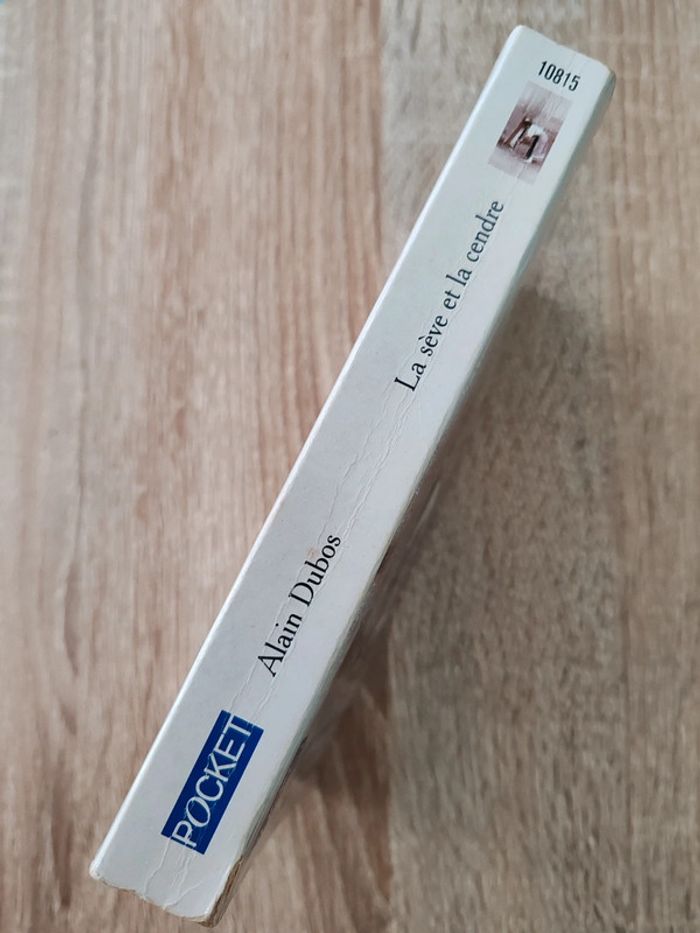 10815
La sève et la cendre
Alain Dubos
POCKET